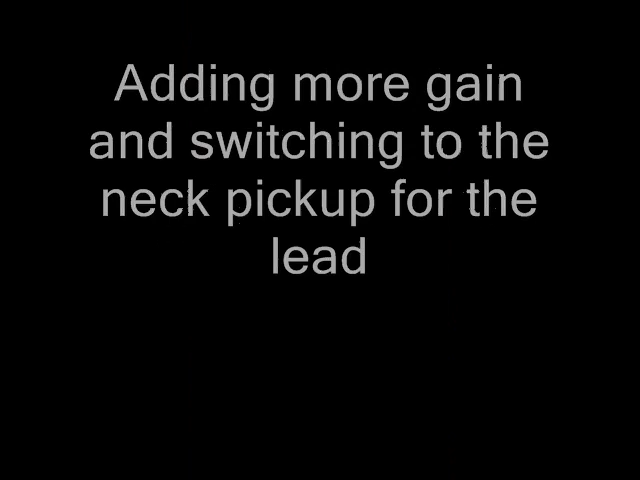 Adding more gain
and switching to the
neck pickup for the
lead